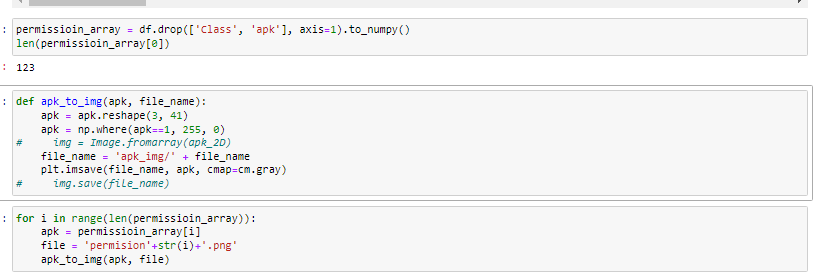 : permissioin_array = df.drop(['Class', 'apk'], axis=1).to_numpy()
len(permissioin_array[0])
: 123
: def apk_to_img(apk, file_name):
    apk = apk.reshape(3, 41)
    apk = np.where(apk==1, 255, 0)
#     img = Image.fromarray(apk_2D)
    file_name = 'apk_img/' + file_name
    plt.imsave(file_name, apk, cmap=cm.gray)
#     img.save(file_name)
: for i in range(len(permissioin_array)):
    apk = permissioin_array[i]
    file = 'permision'+str(i)+'.png'
    apk_to_img(apk, file)